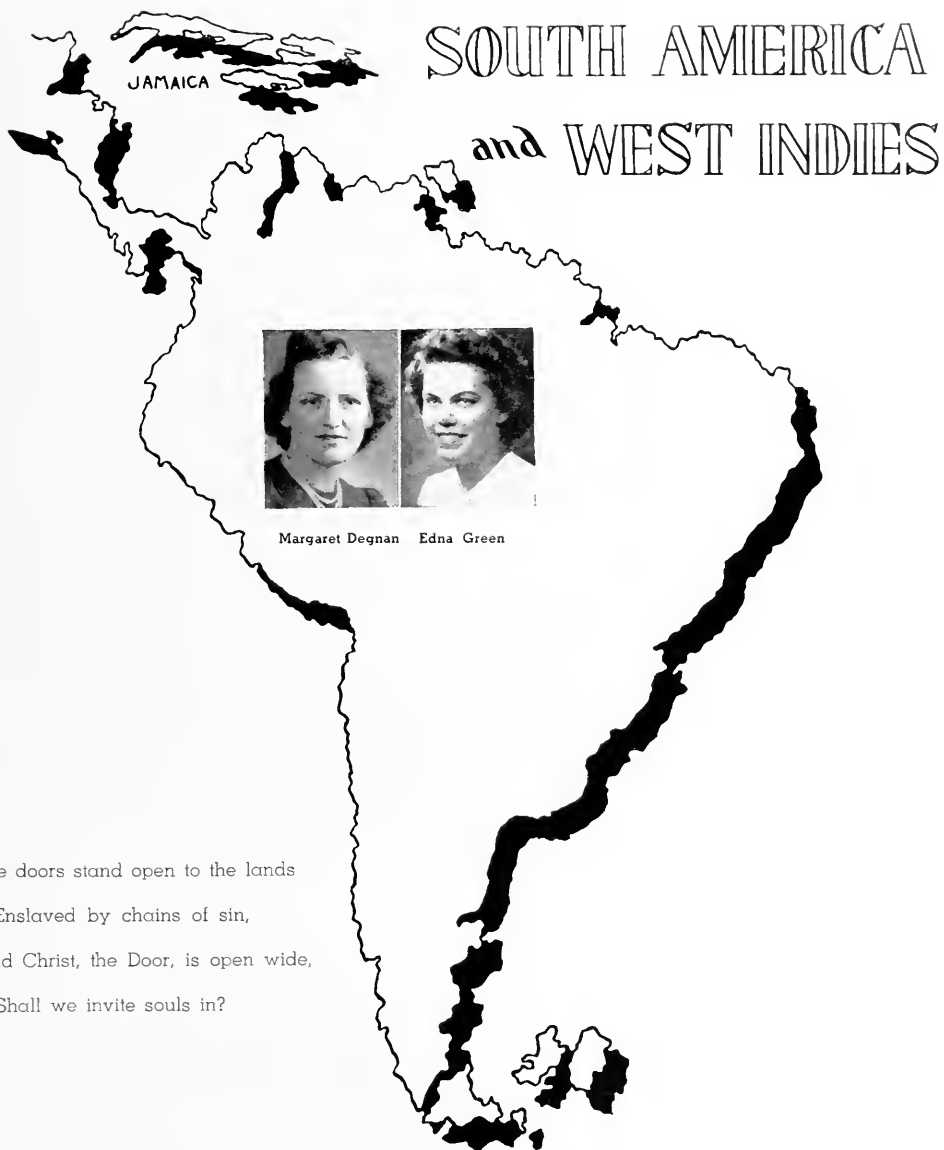 SOUTH AMERICA
and WEST INDIES
JAMAICA
Margaret Degnan Edna Green
doors stand open to the lands
Enslaved by chains of sin,
Christ, the Door, is open wide,
Shall we invite souls in?